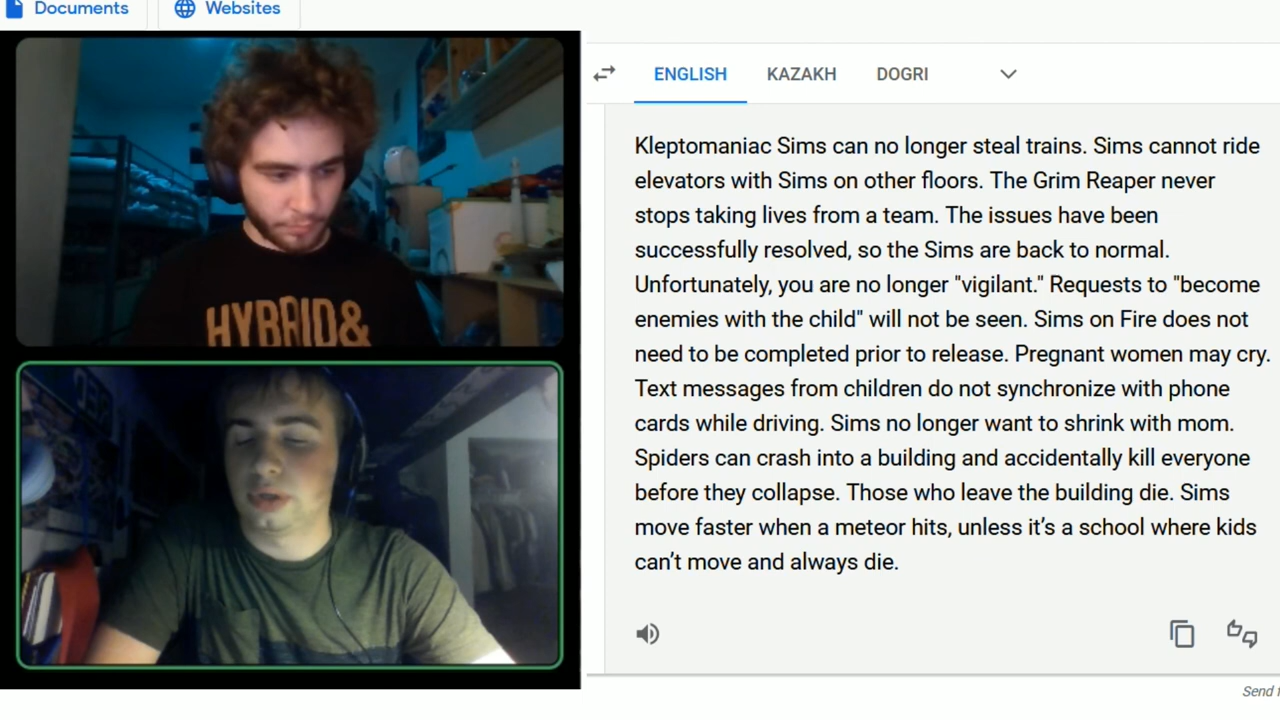 Documents
Websites
ENGLISH
KAZAKH
DOGRI
HYBRID&
Kleptomaniac Sims can no longer steal trains. Sims cannot ride
elevators with Sims on other floors. The Grim Reaper never
stops taking lives from a team. The issues have been
successfully resolved, so the Sims are back to normal.
Unfortunately, you are no longer "vigilant." Requests to "become
enemies with the child" will not be seen. Sims on Fire does not
need to be completed prior to release. Pregnant women may cry.
Text messages from children do not synchronize with phone
cards while driving. Sims no longer want to shrink with mom.
Spiders can crash into a building and accidentally kill everyone
before they collapse. Those who leave the building die. Sims
move faster when a meteor hits, unless it’s a school where kids
can’t move and always die.
Send